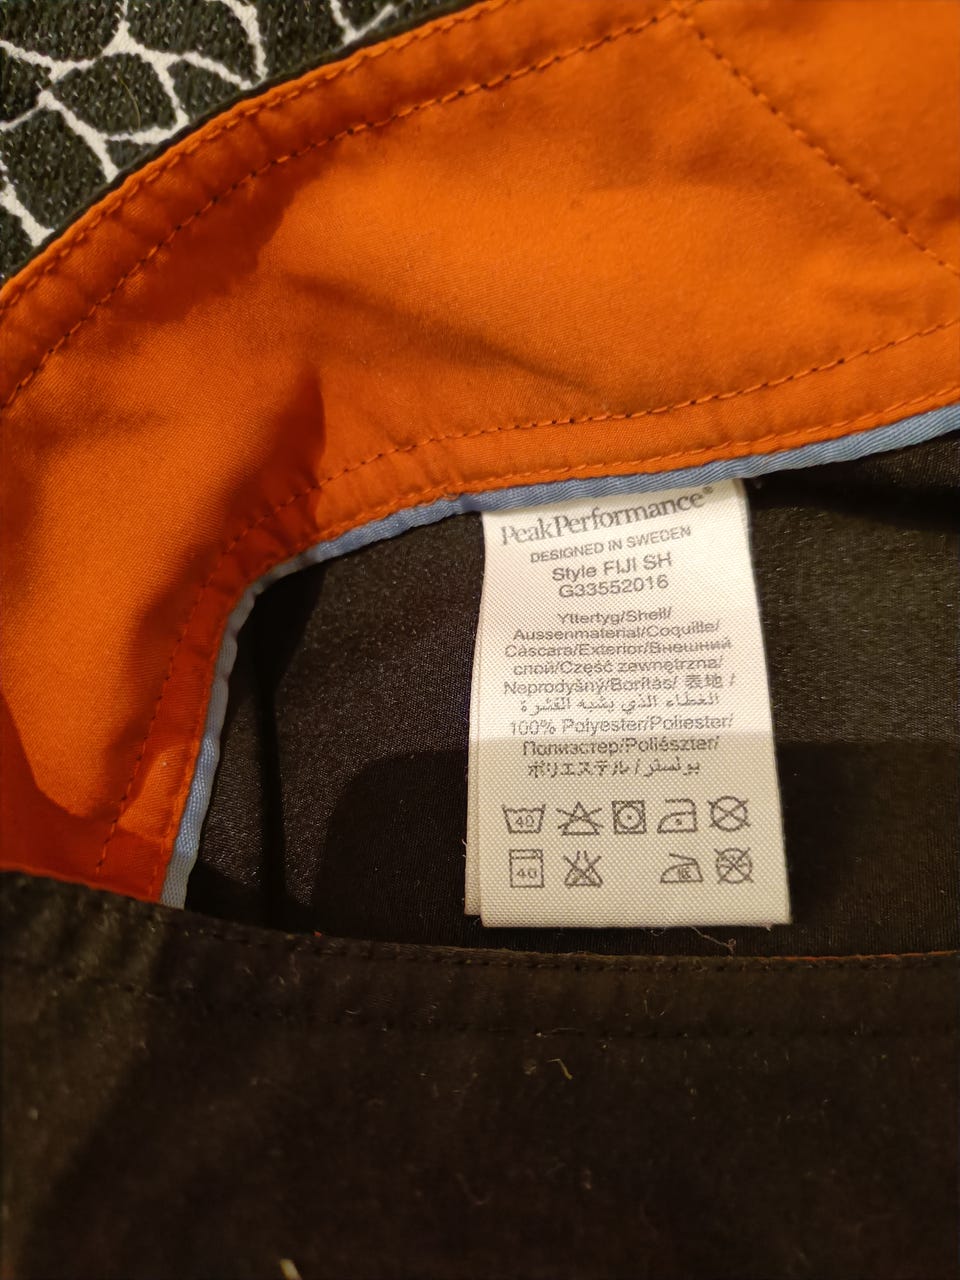 PeakPerformance®
DESIGNED IN SWEDEN
Style FIJI SH
G33552016
Yttertyg/Shell/
Aussenmaterial/Coquille/
Cáscara/Exterior/Внешний
слой/Część zewnętrzna/
Neprodyšný/Borítás/ 表地 /
الغطاء الذي يشبه القشرة
100% Polyester/Poliester/
Полиэстер/Poliészter/
ポリエステル / بوليستر
40
40